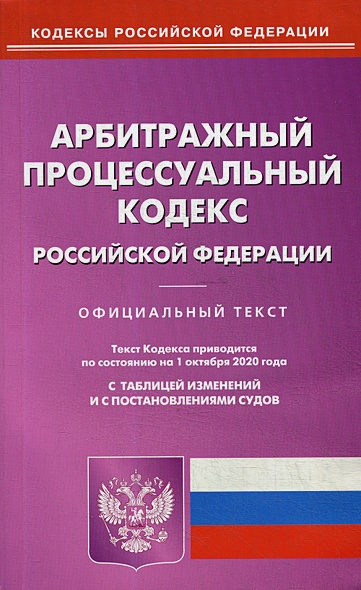 КОДЕКСЫ РОССИЙСКОЙ ФЕДЕРАЦИИ
АРБИТРАЖНЫЙ
ПРОЦЕССУАЛЬНЫЙ
КОДЕКС
РОССИЙСКОЙ ФЕДЕРАЦИИ
ОФИЦИАЛЬНЫЙ ТЕКСТ
Текст Кодекса приводится
по состоянию на 1 октября 2020 года
С ТАБЛИЦЕЙ ИЗМЕНЕНИЙ
И С ПОСТАНОВЛЕНИЯМИ СУДОВ